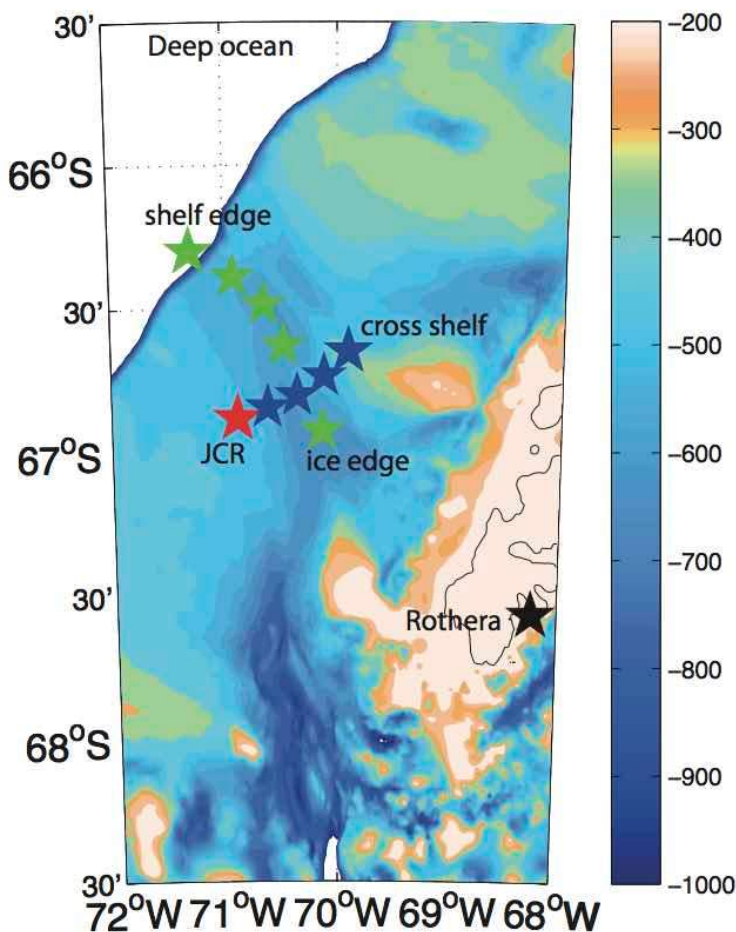 30’
Deep ocean
66°S
shelf edge
30’
cross shelf
67°S
JCR
ice edge
30’
Rothera
68°S
30’
72°W 71°W 70°W 69°W 68°W
−200
−300
−400
−500
−600
−700
−800
−900
−1000